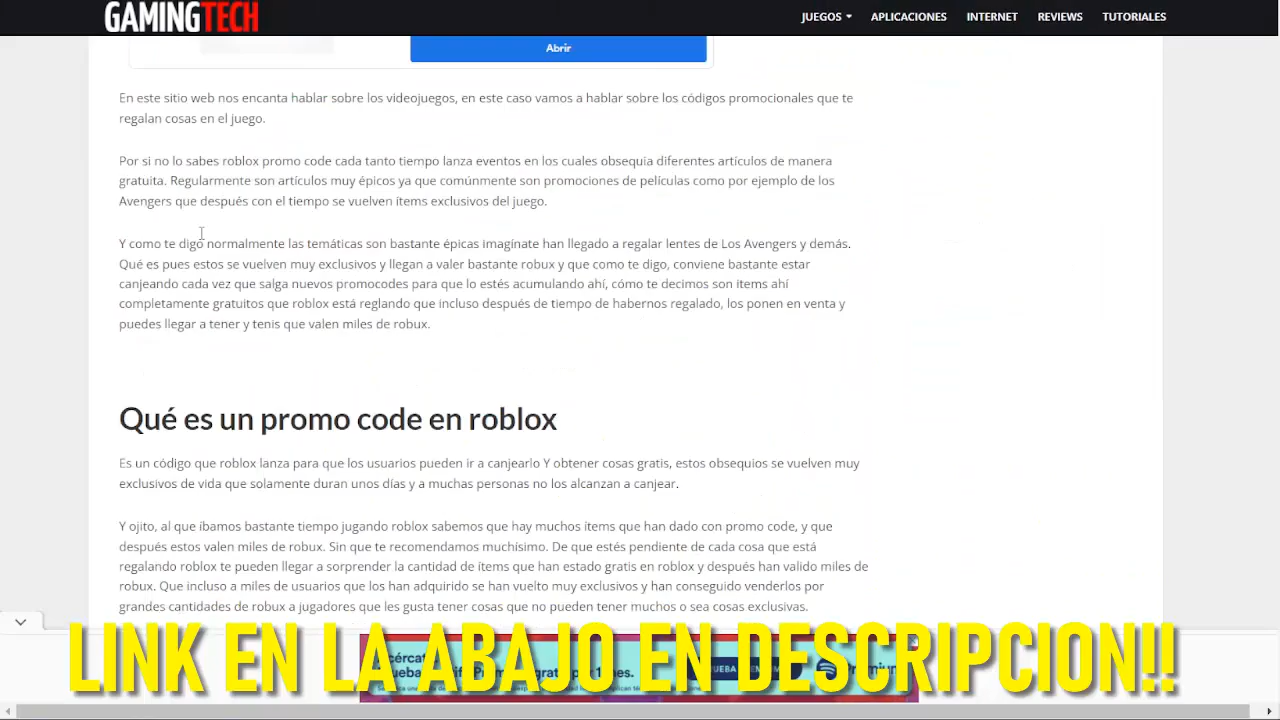 GAMINGTECH
JUEGOS APLICACIONES INTERNET REVIEWS TUTORIALES
Abrir
En este sitio web nos encanta hablar sobre los videojuegos, en este caso vamos a hablar sobre los códigos promocionales que te
regalan cosas en el juego.
Por si no lo sabes roblox promo code cada tanto tiempo lanza eventos en los cuales obsequia diferentes artículos de manera
gratuita. Regularmente son artículos muy épicos ya que comúnmente son promociones de películas como por ejemplo de los
Avengers que después con el tiempo se vuelven ítems exclusivos del juego.
Y como te digo normalmente las temáticas son bastante épicas imagínate han llegado a regalar lentes de Los Avengers y demás.
Qué es pues estos se vuelven muy exclusivos y llegan a valer bastante robux y que como te digo, conviene bastante estar
canjeando cada vez que salga nuevos promocodes para que lo estés acumulando ahí, cómo te decimos son items ahí
completamente gratuitos que roblox está reglando que incluso después de tiempo de habernos regalado, los ponen en venta y
puedes llegar a tener y tenis que valen miles de robux.
Qué es un promo code en roblox
Es un código que roblox lanza para que los usuarios pueden ir a canjearlo Y obtener cosas gratis, estos obsequios se vuelven muy
exclusivos de vida que solamente duran unos días y a muchas personas no los alcanzan a canjear.
Y ojito, al que íbamos bastante tiempo jugando roblox sabemos que hay muchos ítems que han dado con promo code, y que
después estos valen miles de robux. Sin que te recomendamos muchísimo. De que estés pendiente de cada cosa que está
regalando roblox te pueden llegar a sorprender la cantidad de ítems que han estado gratis en roblox y después han valido miles de
robux. Que incluso a miles de usuarios que los han adquirido se han vuelto muy exclusivos y han conseguido venderlos por
grandes cantidades de robux a jugadores que les gusta tener cosas que no pueden tener muchos o sea cosas exclusivas.
LINK EN LA ABAJO EN DESCRIPCION!!